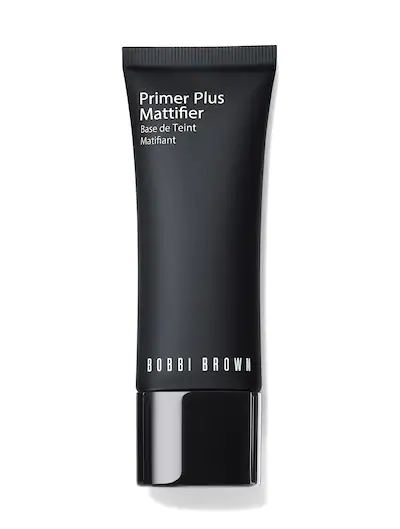 Primer Plus
Mattifier
Base de Teint
Matifiant
BOBBI BROWN